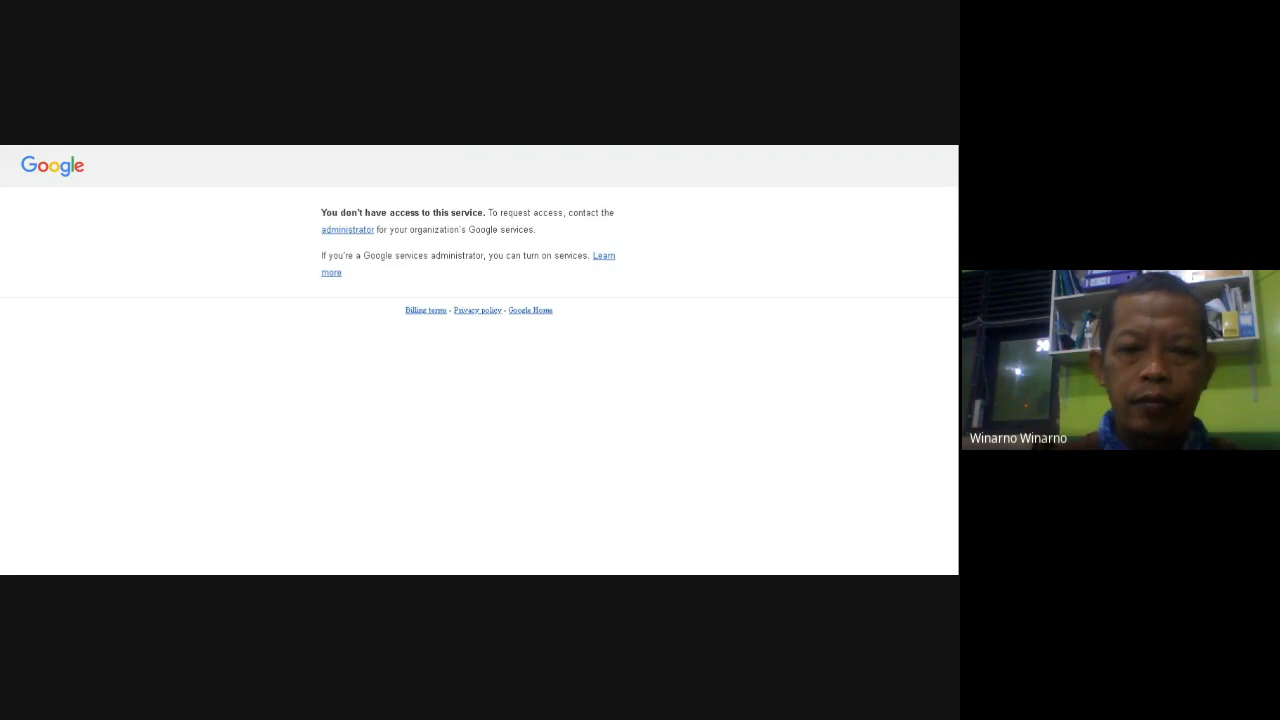 Google
You don't have access to this service. To request access, contact the
administrator for your organization's Google services.
If you're a Google services administrator, you can turn on services. Learn
more
Billing terms - Privacy policy - Google Home
Winarno Winarno